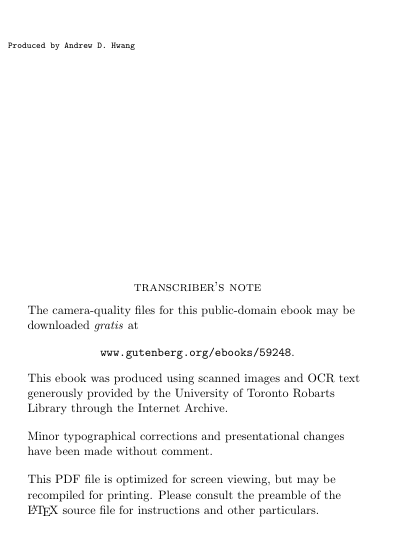 Produced by Andrew D. Hwang
TRANSCRIBER'S NOTE
The camera-quality files for this public-domain ebook may be
downloaded gratis at
www.gutenberg.org/ebooks/59248.
This ebook was produced using scanned images and OCR text
generously provided by the University of Toronto Robarts
Library through the Internet Archive.
Minor typographical corrections and presentational changes
have been made without comment.
This PDF file is optimized for screen viewing, but may be
recompiled for printing. Please consult the preamble of the
LATEX source file for instructions and other particulars.